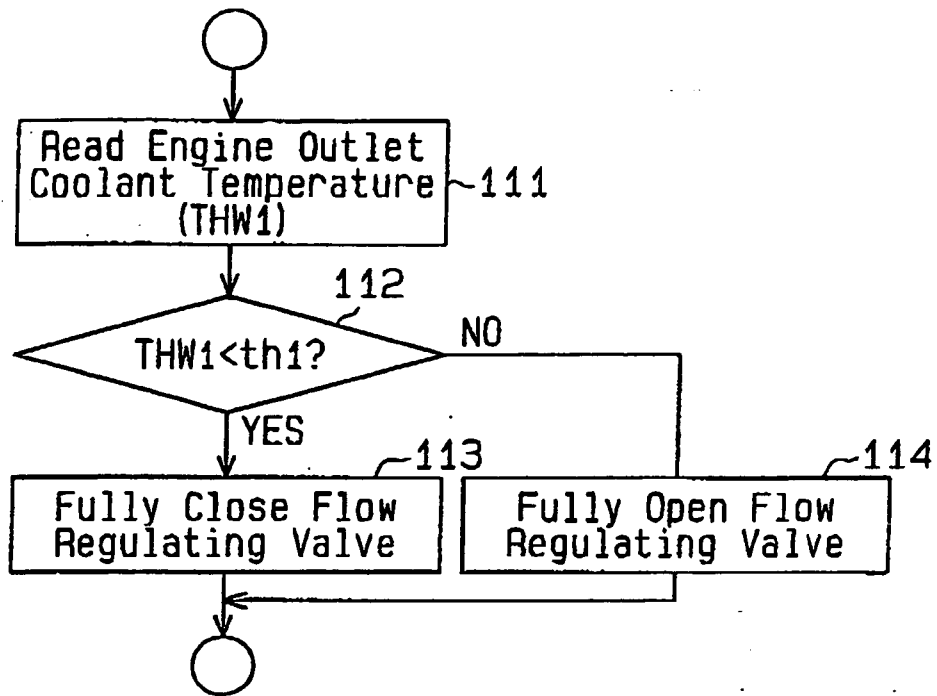 Read Engine Outlet
Coolant Temperature
(THW1)
111
112
THW1<th1?
NO
YES
113
114
Fully Close Flow
Regulating Valve
Fully Open Flow
Regulating Valve